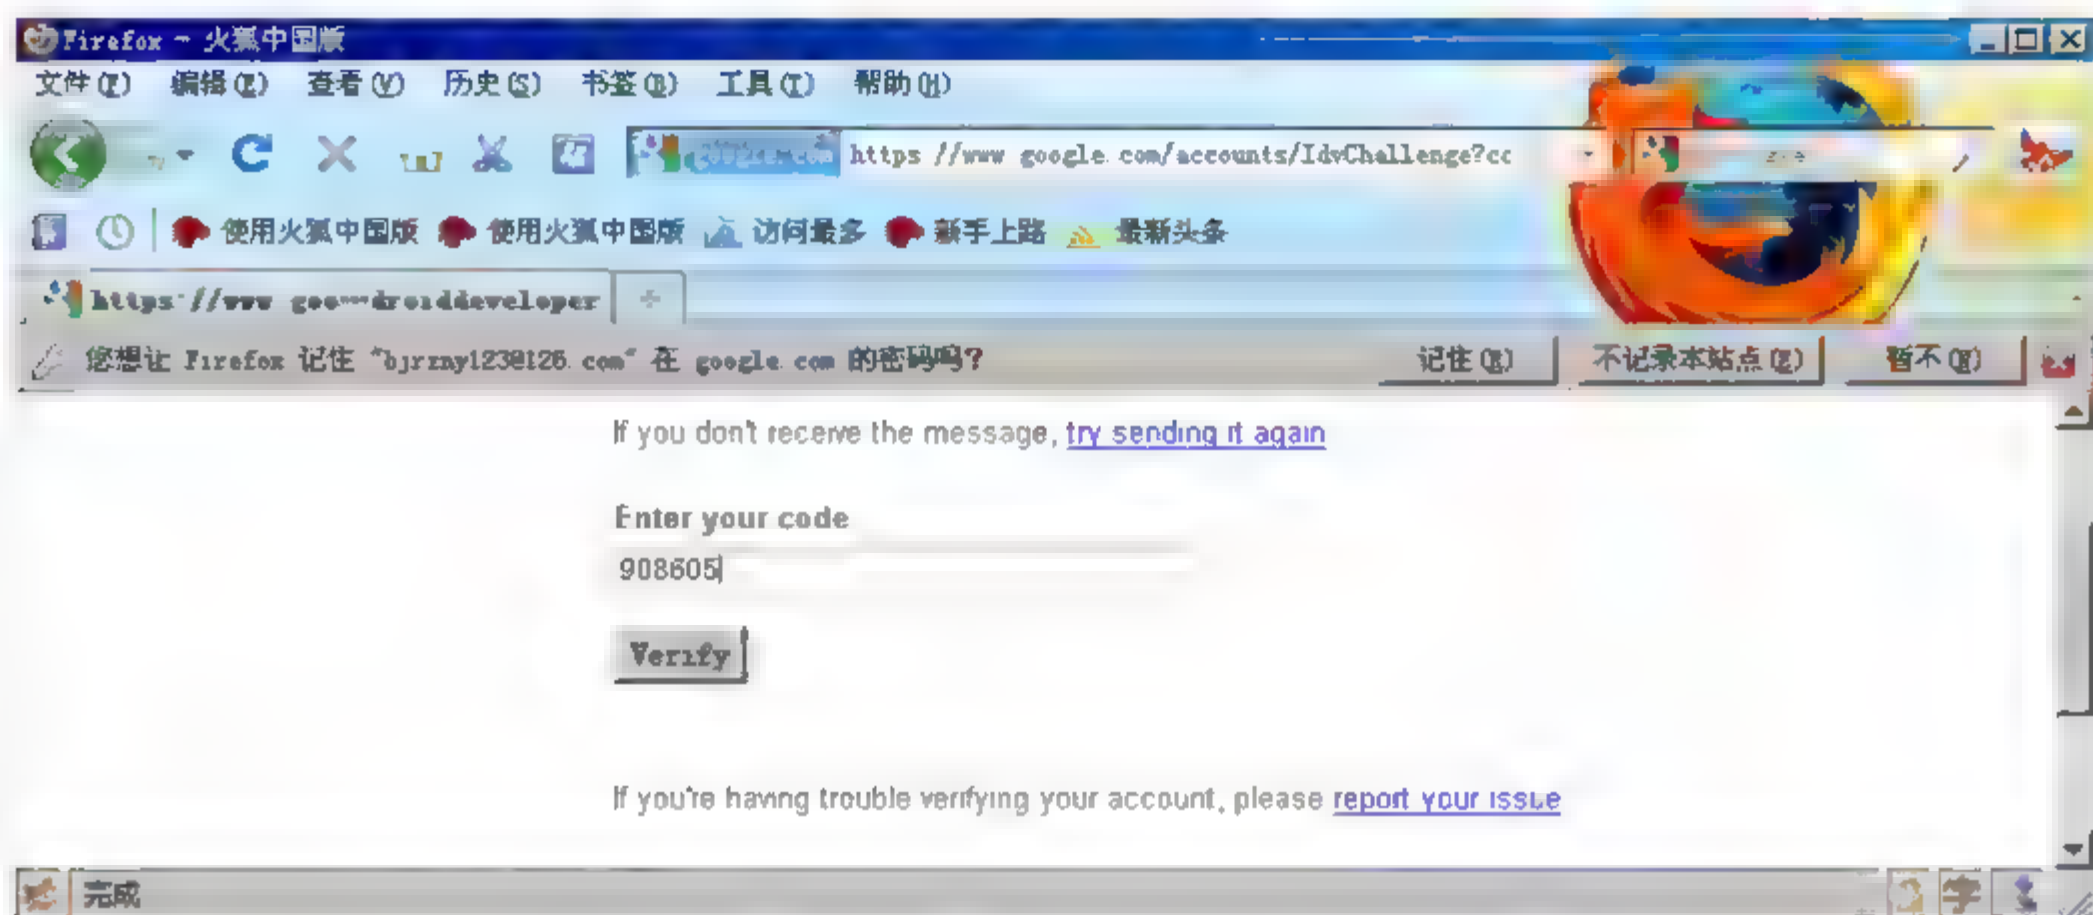 Firefox - 火狐中国版
文件(F) 编辑(E) 查看(V) 历史(S) 书签(B) 工具(T) 帮助(H)
google.com https://www.google.com/accounts/IdvChallenge?cc
使用火狐中国版 使用火狐中国版 访问最多 新手上路 最新头条
https://www droiddeveloper
您想让 Firefox 记住 在 google.com 的密码吗? 记住(R) 不记录本站点(E) 暂不(N)
If you don't receive the message, try sending it again
Enter your code
908605
Verify
If you're having trouble verifying your account, please report your issue
完成 字